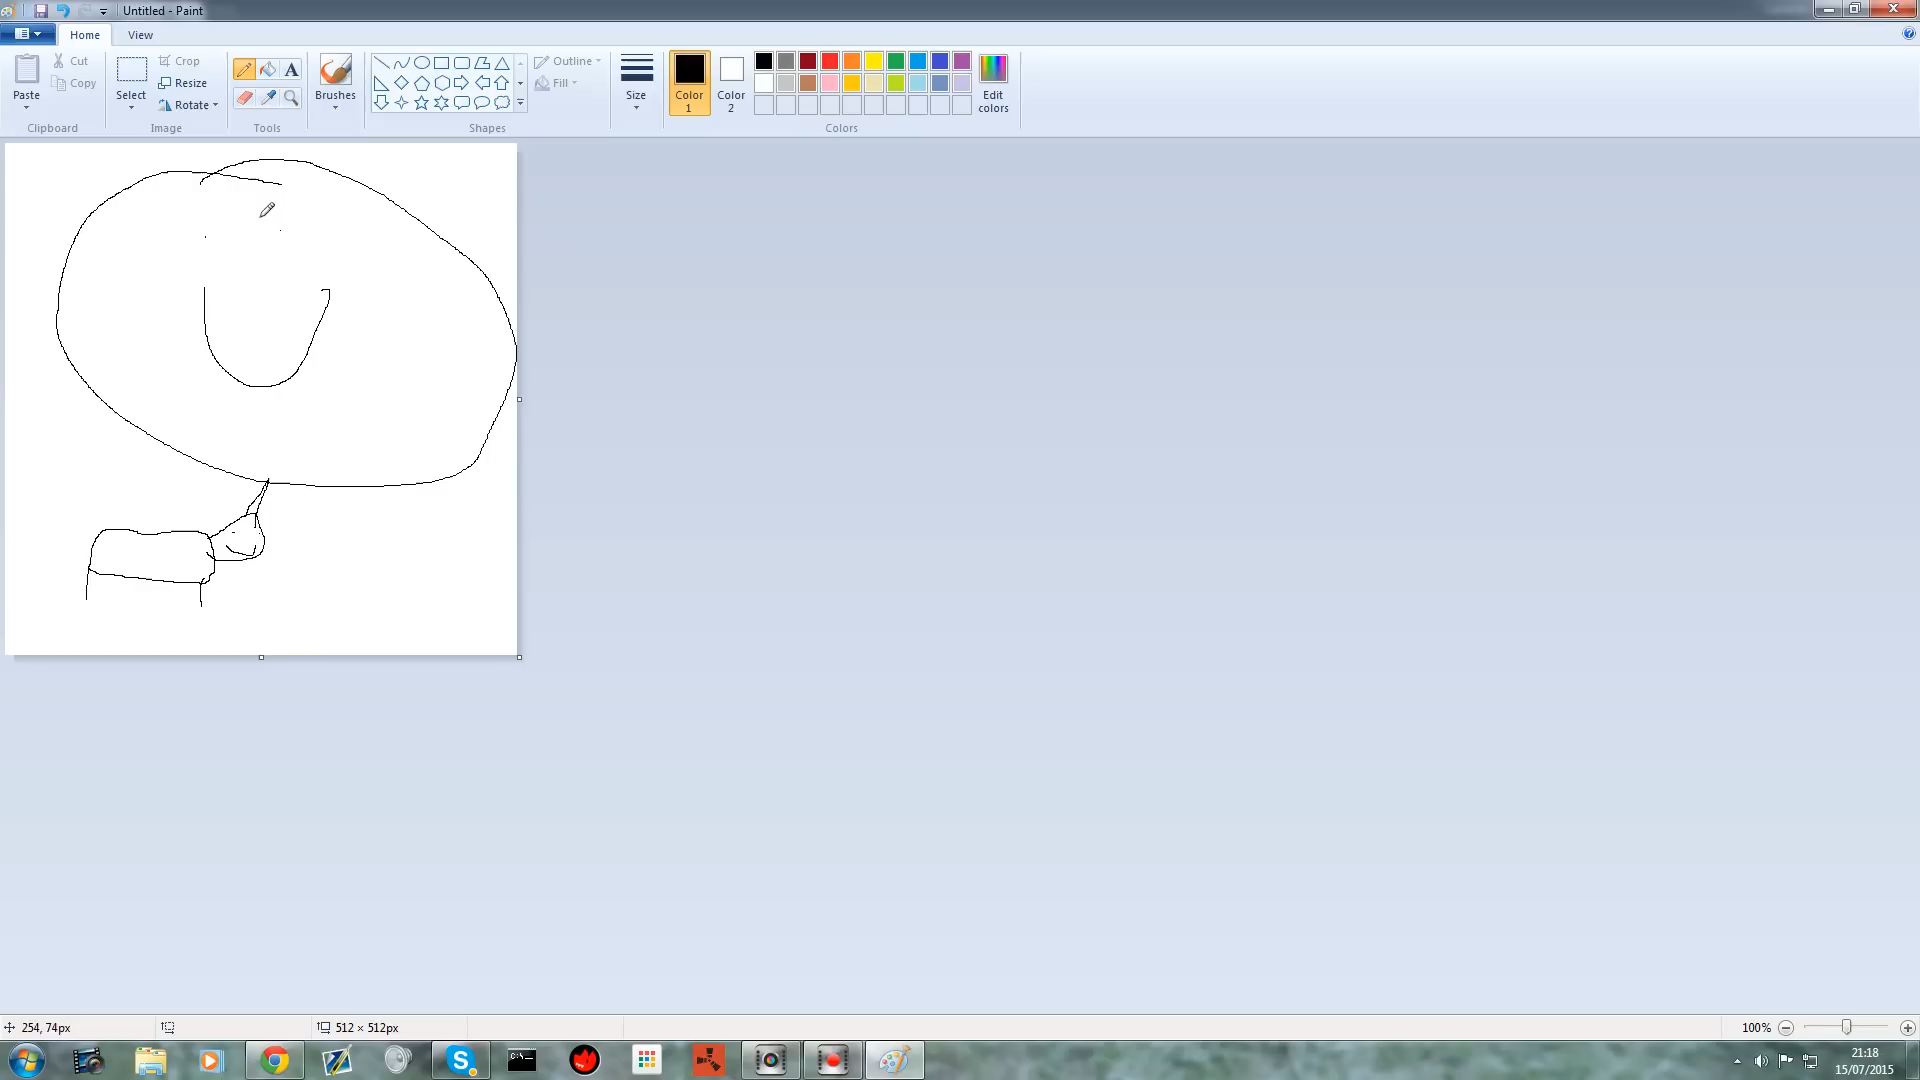 Untitled - Paint
Home View
Cut
Copy
Paste
Clipboard
Crop
Resize
Rotate
Select
Image
A
Tools
Brushes
Outline
Fill
Shapes
Size
Color
1
Color
2
Edit
colors
Colors
254, 74px
512 × 512px
100%
C:\_
21:18
15/07/2015